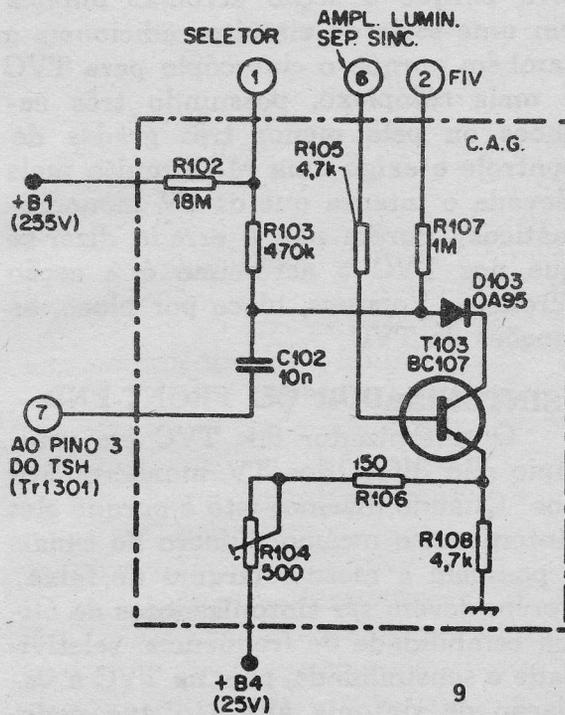 SELETOR
AMPL. LUMIN.
SEP. SINC.
1
6
2
FIV
C.A.G.
R105
4,7k
R102
18M
+B1
(255V)
R103
470k
R107
1M
D103
OA95
T103
BC107
C102
10n
7
AO PINO 3
DO TSH
(Tr1301)
150
R106
R104
500
R108
4,7k
+B4
(25V)
9